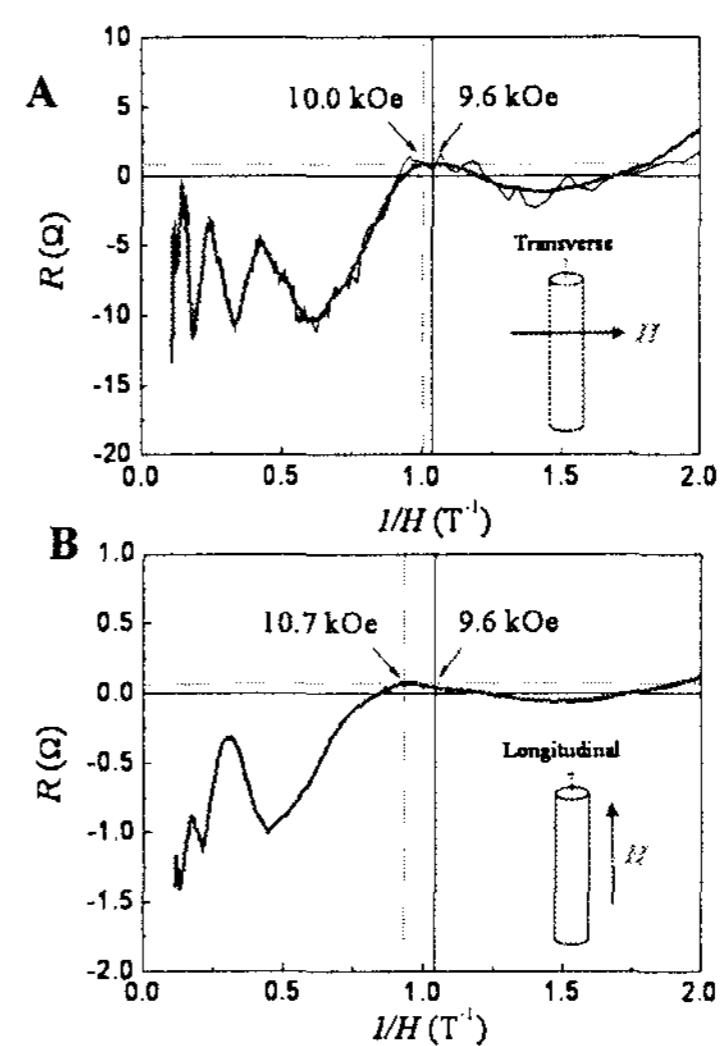 A
10
5
0
-5
-10
-15
-20
R (Ω)
10.0 kOe
9.6 kOe
Transverse
H
0.0 0.5 1.0 1.5 2.0
1/H (T⁻¹)
B
1.0
0.5
0.0
-0.5
-1.0
-1.5
-2.0
R (Ω)
10.7 kOe
9.6 kOe
Longitudinal
H
0.0 0.5 1.0 1.5 2.0
1/H (T⁻¹)